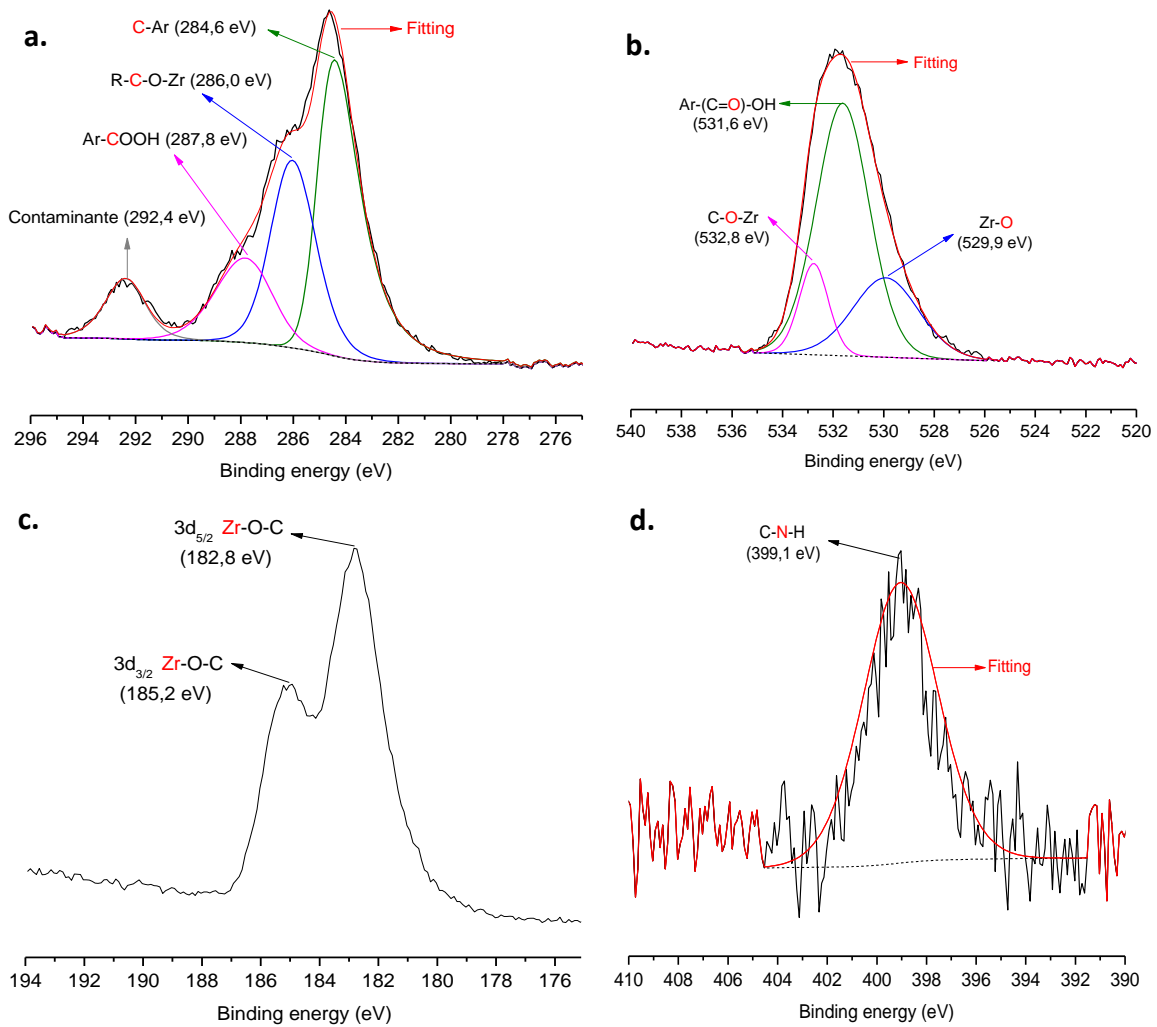 a.
C-Ar (284,6 eV)
Fitting
R-C-O-Zr (286,0 eV)
Ar-COOH (287,8 eV)
Contaminante (292,4 eV)
296 294 292 290 288 286 284 282 280 278 276
Binding energy (eV)
b.
Fitting
Ar-(C=O)-OH
(531,6 eV)
C-O-Zr
(532,8 eV)
Zr-O
(529,9 eV)
540 538 536 534 532 530 528 526 524 522 520
Binding energy (eV)
c.
3d5/2 Zr-O-C
(182,8 eV)
3d3/2 Zr-O-C
(185,2 eV)
194 192 190 188 186 184 182 180 178 176
Binding energy (eV)
d.
C-N-H
(399,1 eV)
Fitting
410 408 406 404 402 400 398 396 394 392 390
Binding energy (eV)